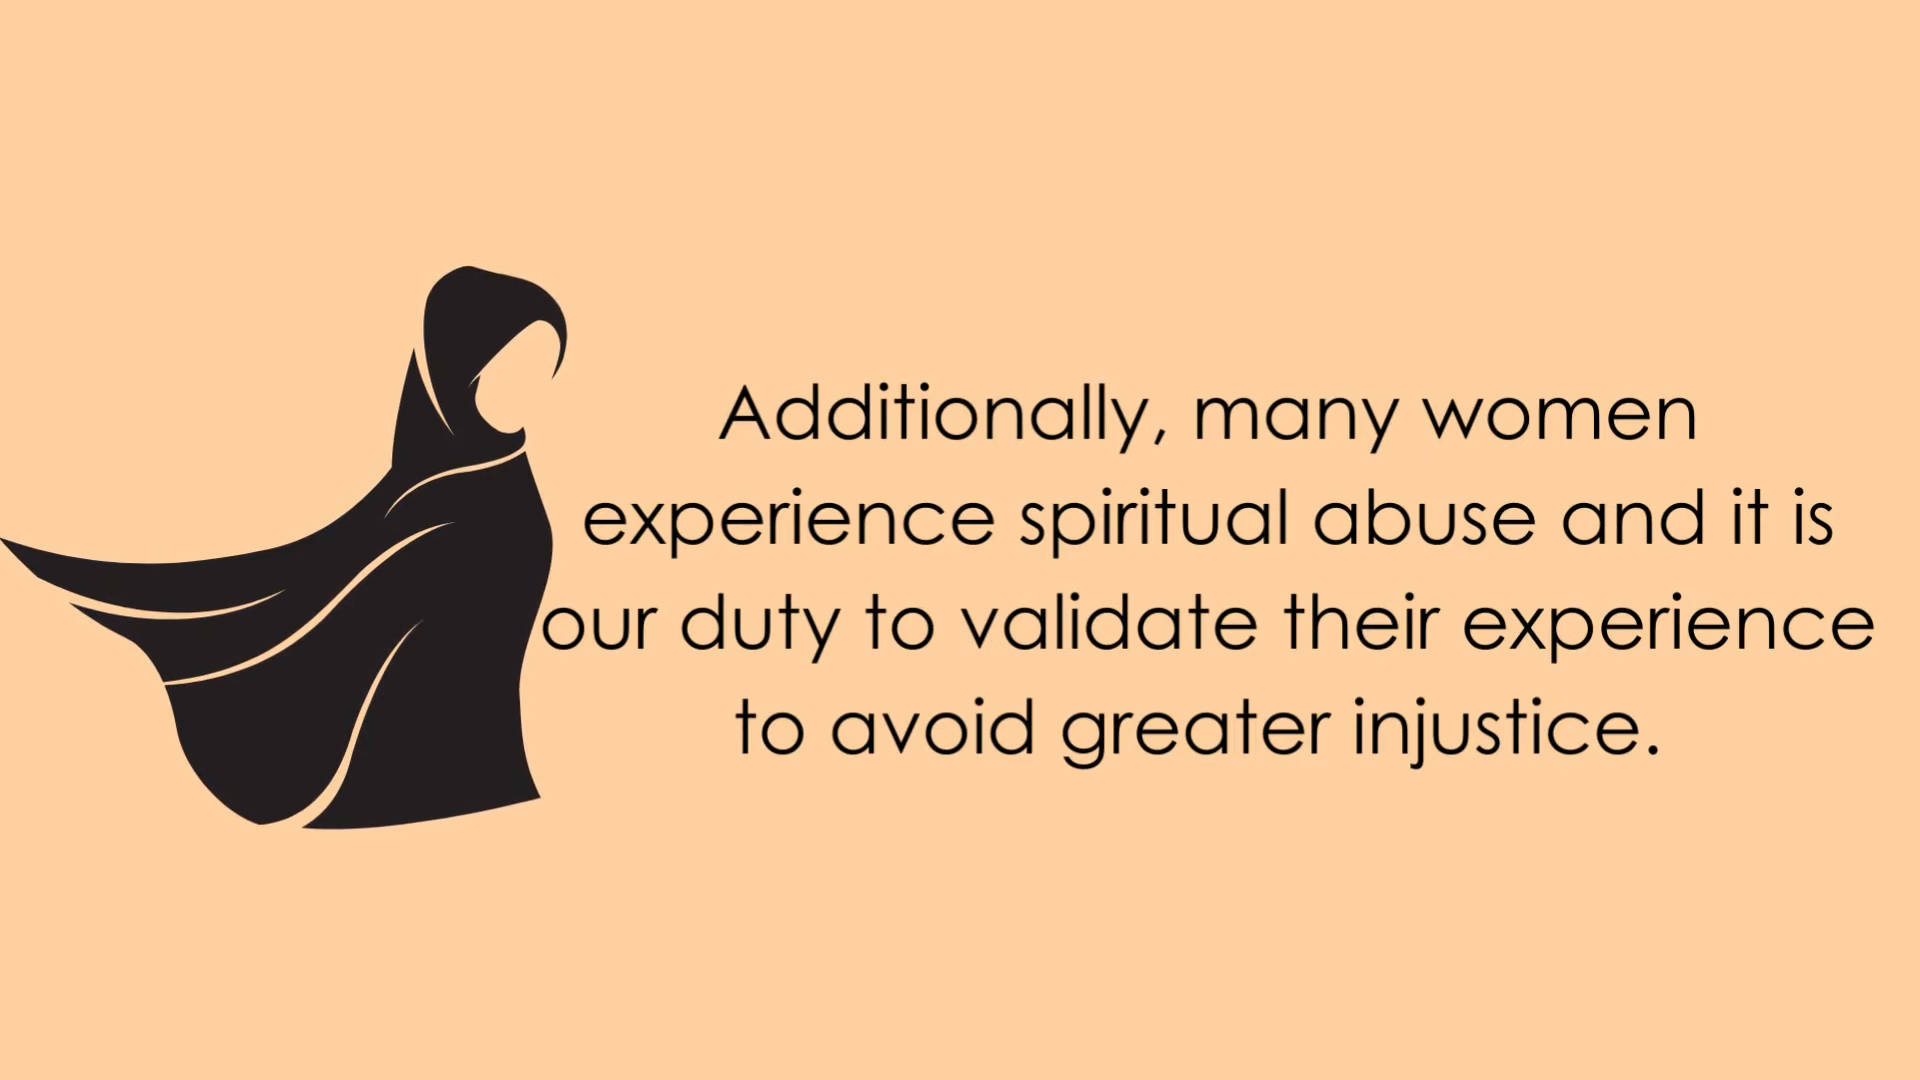 Additionally, many women
experience spiritual abuse and it is
our duty to validate their experience
to avoid greater injustice.